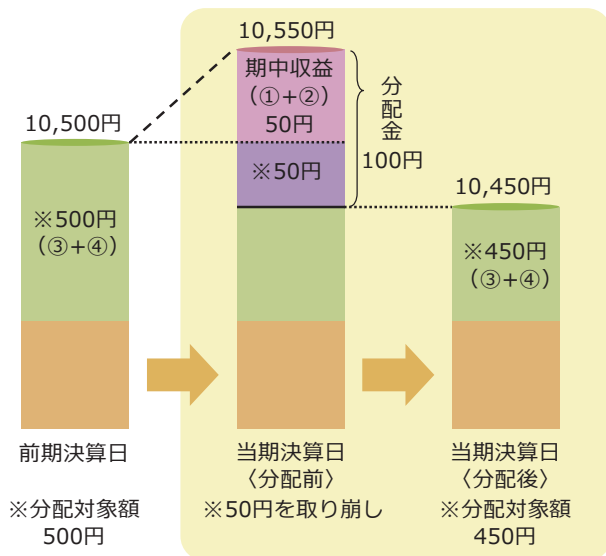 10,550円
期中収益
（①＋②）
50円
分配金
100円
10,500円
※50円
10,450円
※500円
（③＋④）
※450円
（③＋④）
前期決算日
※分配対象額
500円
当期決算日
〈分配前〉
※50円を取り崩し
当期決算日
〈分配後〉
※分配対象額
450円